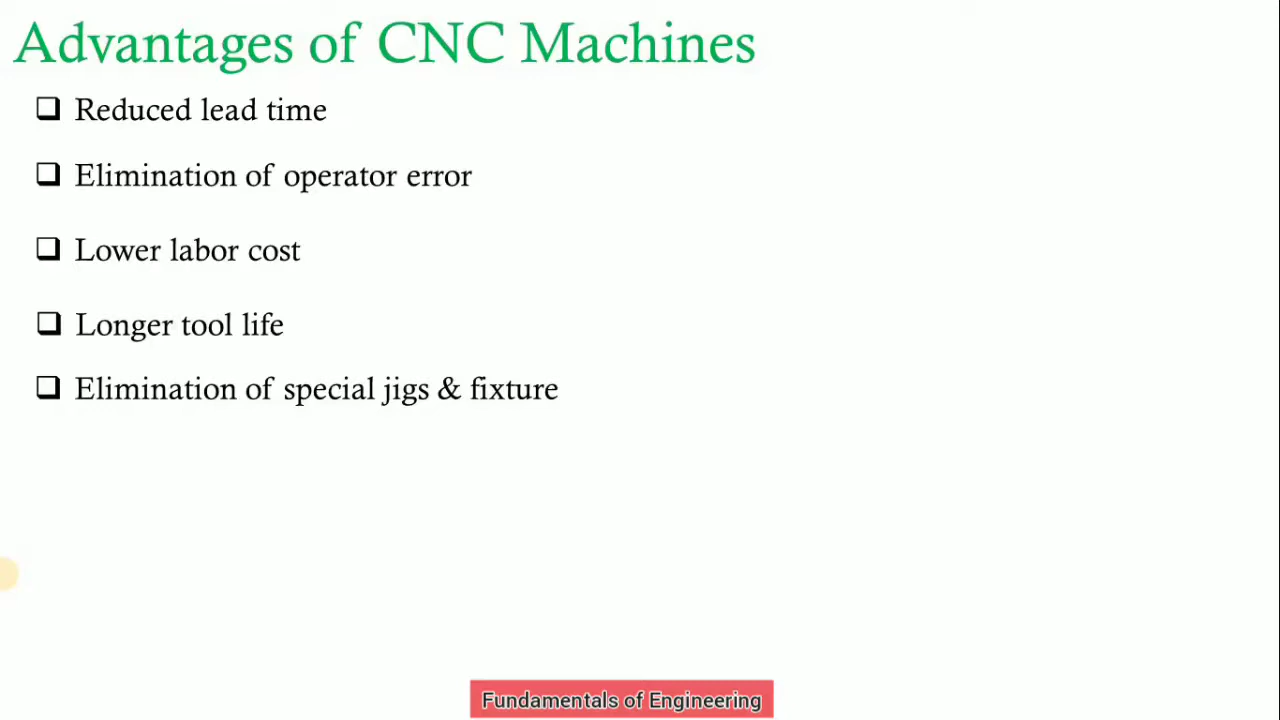 Advantages of CNC Machines
Reduced lead time
Elimination of operator error
Lower labor cost
Longer tool life
Elimination of special jigs & fixture
Fundamentals of Engineering